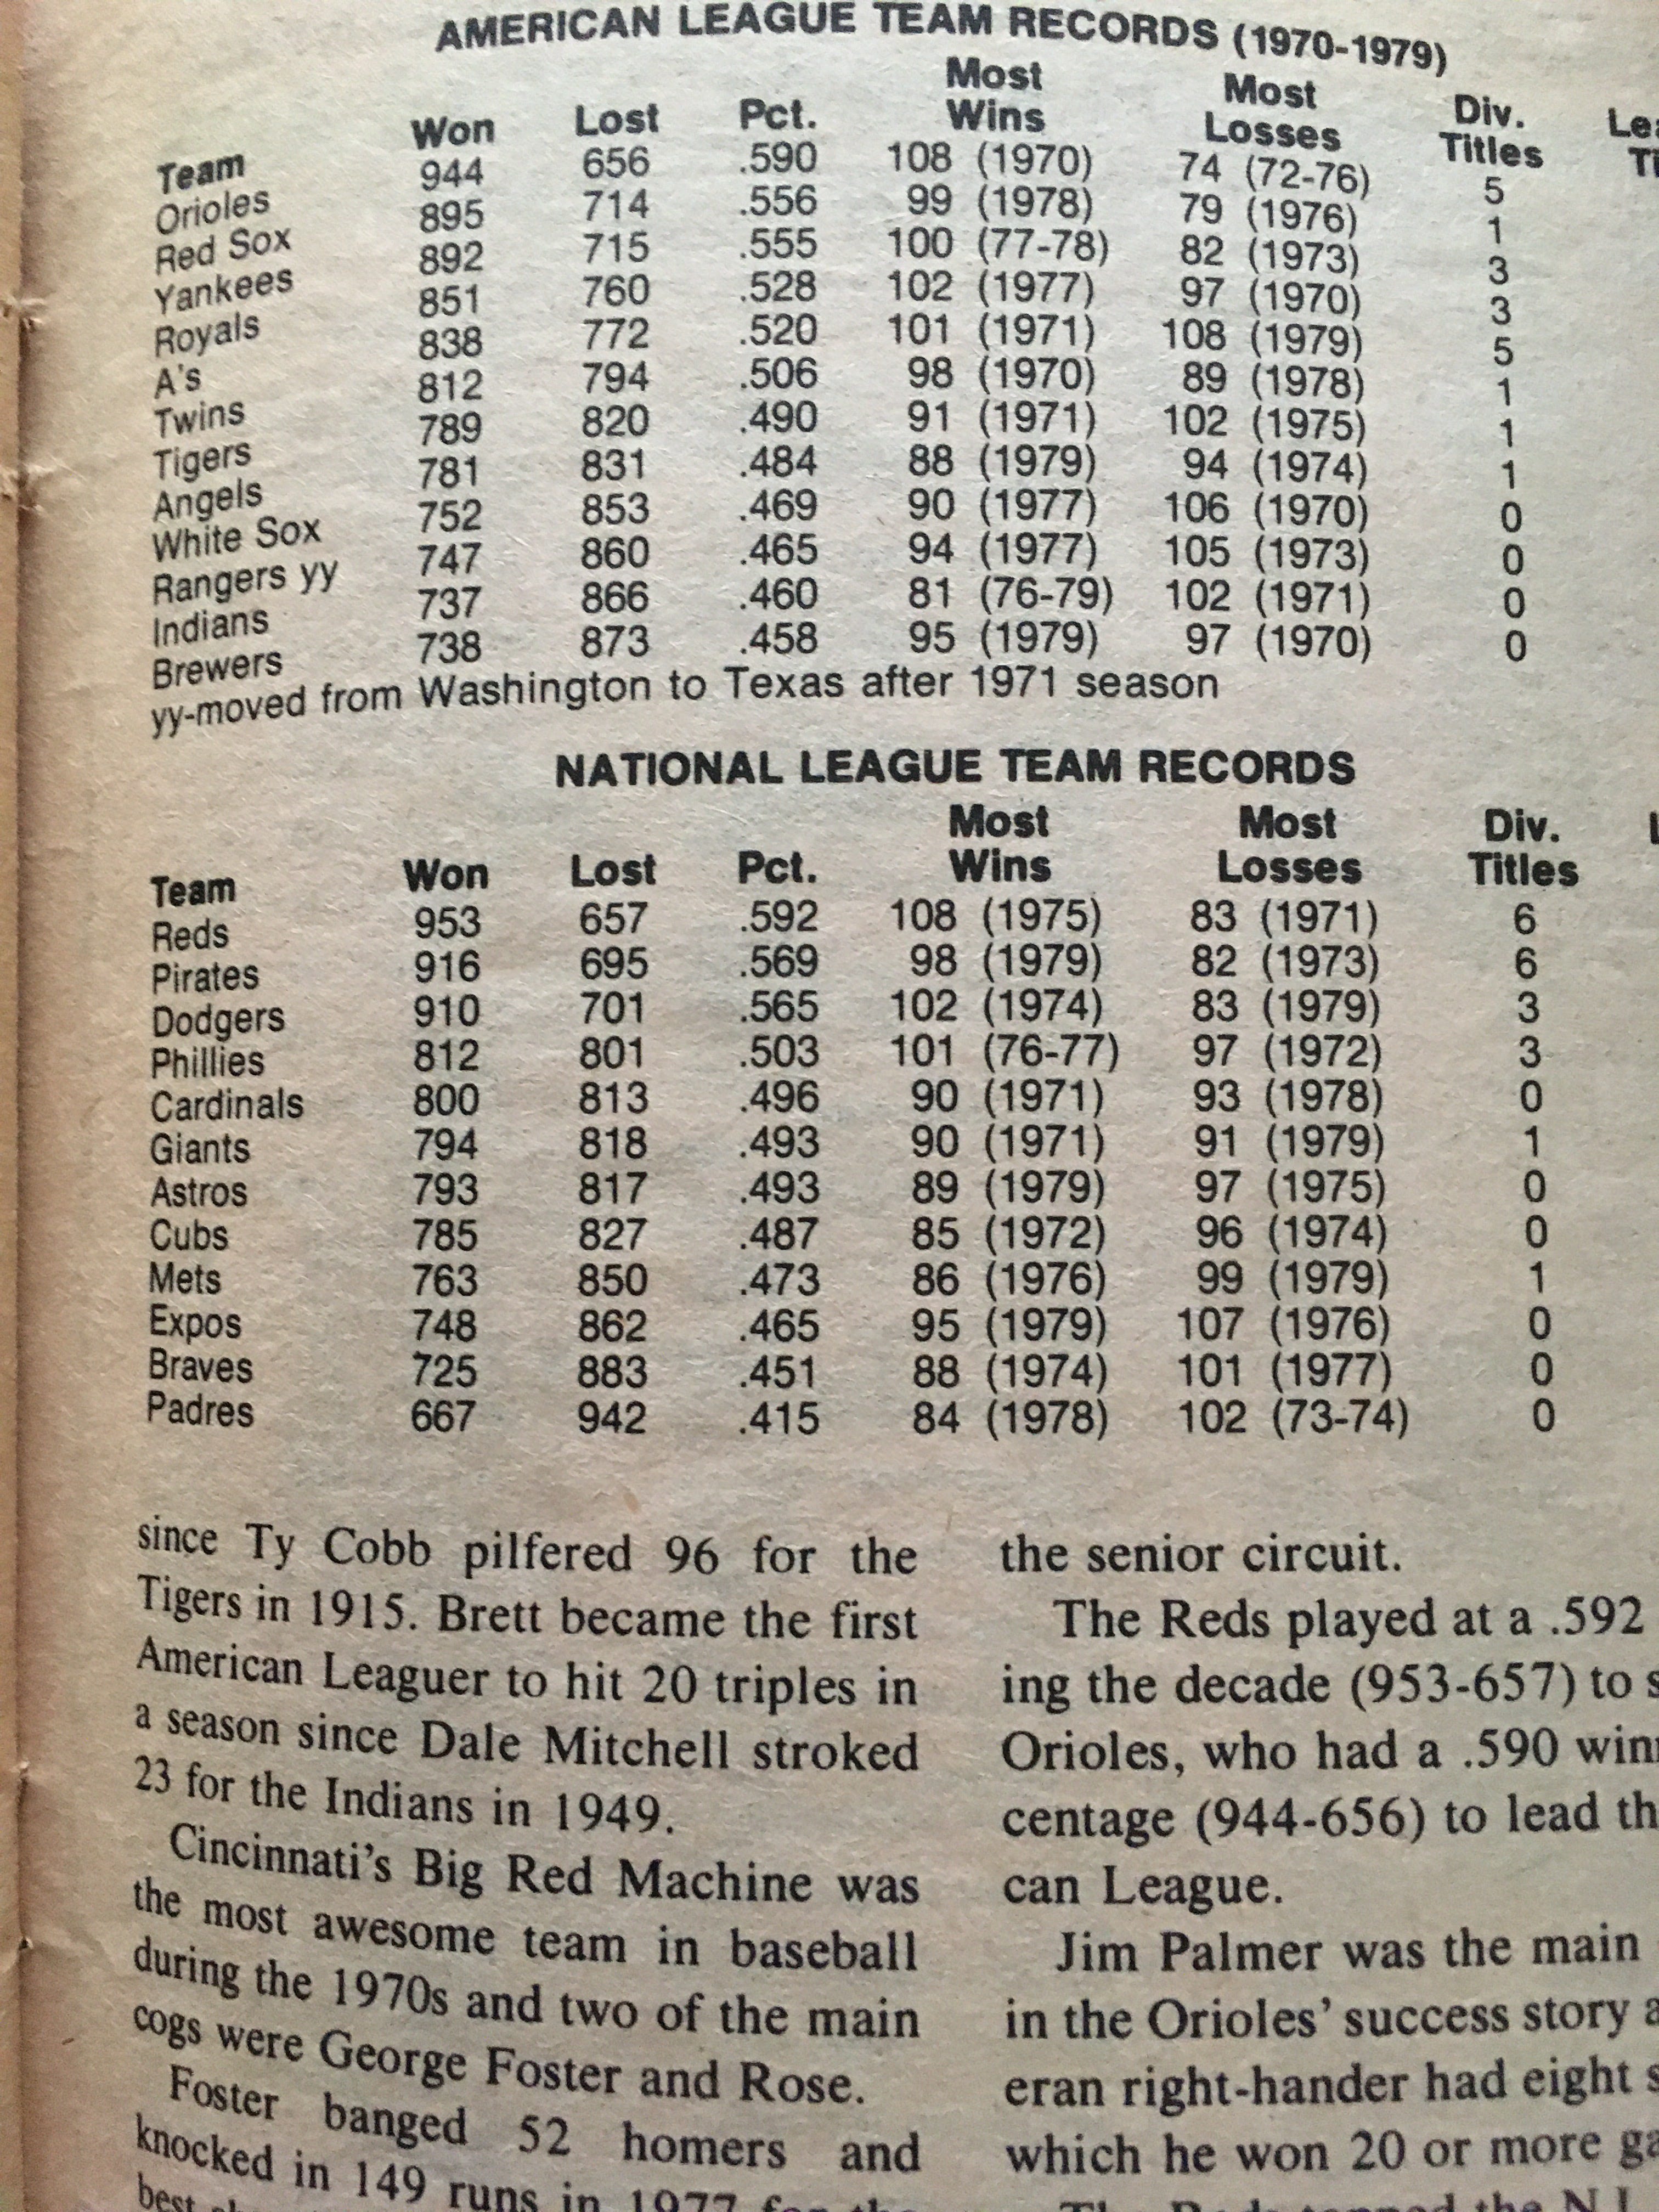 AMERICAN LEAGUE TEAM RECORDS (1970-1979)
Team Won Lost Pct. Most Wins Most Losses Div. Titles
Orioles 944 656 .590 108 (1970) 74 (72-76) 5
Red Sox 895 714 .556 99 (1978) 79 (1976) 1
Yankees 892 715 .555 100 (77-78) 82 (1973) 3
Royals 851 760 .528 102 (1977) 97 (1970) 3
A's 838 772 .520 101 (1971) 108 (1979) 5
Twins 812 794 .506 98 (1970) 89 (1978) 1
Tigers 789 820 .490 91 (1971) 102 (1975) 1
Angels 781 831 .484 88 (1979) 94 (1974) 1
White Sox 752 853 .469 90 (1977) 106 (1970) 0
Rangers yy 747 860 .465 94 (1977) 105 (1973) 0
Indians 737 866 .460 81 (76-79) 102 (1971) 0
Brewers 738 873 .458 95 (1979) 97 (1970) 0
yy-moved from Washington to Texas after 1971 season
NATIONAL LEAGUE TEAM RECORDS
Team Won Lost Pct. Most Wins Most Losses Div. Titles
Reds 953 657 .592 108 (1975) 83 (1971) 6
Pirates 916 695 .569 98 (1979) 82 (1973) 6
Dodgers 910 701 .565 102 (1974) 83 (1979) 3
Phillies 812 801 .503 101 (76-77) 97 (1972) 3
Cardinals 800 813 .496 90 (1971) 93 (1978) 0
Giants 794 818 .493 90 (1971) 91 (1979) 1
Astros 793 817 .493 89 (1979) 97 (1975) 0
Cubs 785 827 .487 85 (1972) 96 (1974) 0
Mets 763 850 .473 86 (1976) 99 (1979) 1
Expos 748 862 .465 95 (1979) 107 (1976) 0
Braves 725 883 .451 88 (1974) 101 (1977) 0
Padres 667 942 .415 84 (1978) 102 (73-74) 0
since Ty Cobb pilfered 96 for the
Tigers in 1915. Brett became the first
American Leaguer to hit 20 triples in
a season since Dale Mitchell stroked
23 for the Indians in 1949.
Cincinnati's Big Red Machine was
the most awesome team in baseball
during the 1970s and two of the main
cogs were George Foster and Rose.
Foster banged 52 homers and
knocked in 149 runs in 1977 for the
best
the senior circuit.
The Reds played at a .592
ing the decade (953-657) to
Orioles, who had a .590
centage (944-656) to lead
can League.
Jim Palmer was the main
in the Orioles' success story
eran right-hander had eight
which he won 20 or more
The Reds topped the N.L.